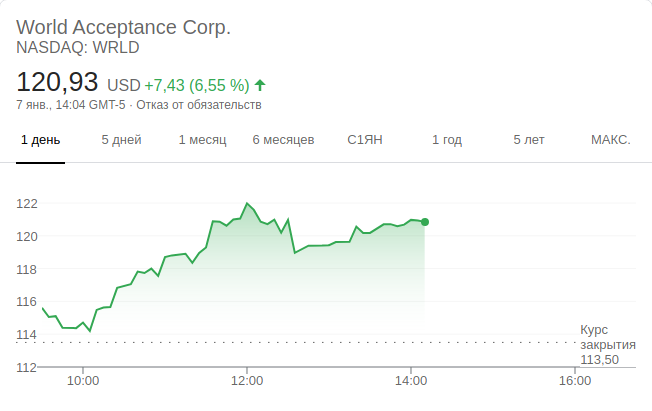 World Acceptance Corp.
NASDAQ: WRLD
120,93 USD +7,43 (6,55 %)
7 янв., 14:04 GMT-5 · Отказ от обязательств
1 день 5 дней 1 месяц 6 месяцев С1ЯН 1 год 5 лет МАКС.
122
120
118
116
114
Курс
закрытия
113,50
112
10:00 12:00 14:00 16:00